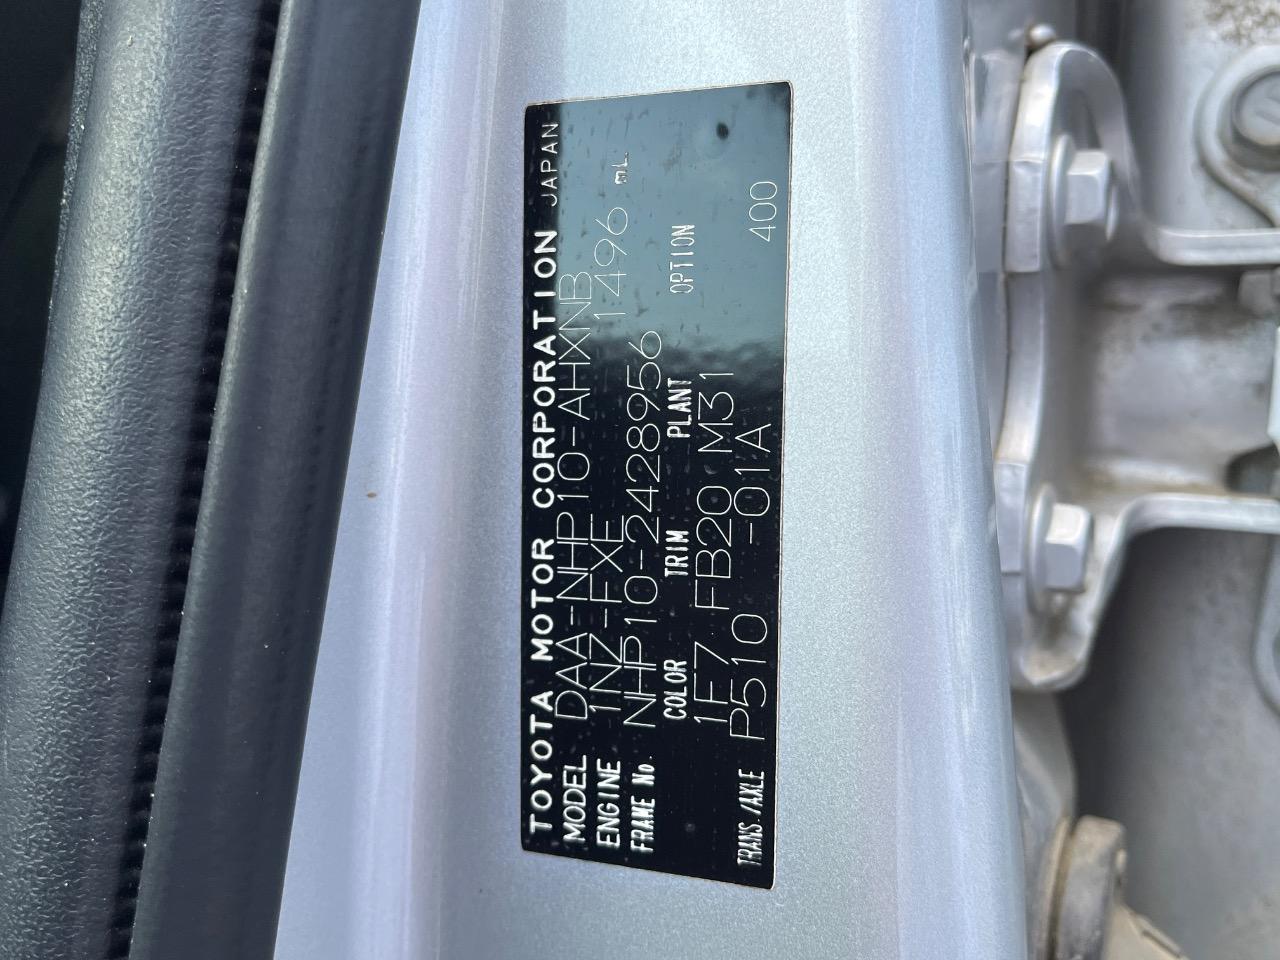 TOYOTA MOTOR CORPORATION JAPAN
MODEL DAA-NHP10-AHXNB
ENGINE 1NZ-FXE 1496 mL
FRAME No. NHP10-2428956
COLOR TRIM PLANT OPTION
1F7 FB20 M31
TRANS./AXLE P510 -01A 400